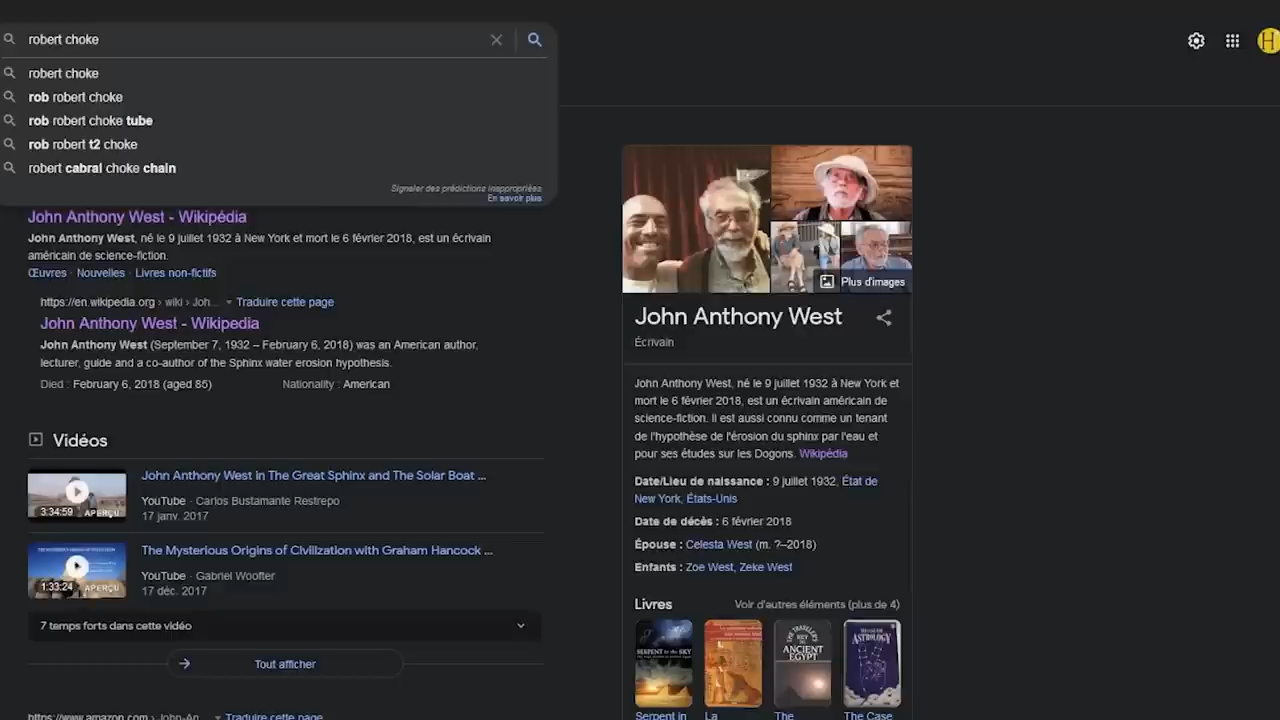 robert choke
robert choke
rob robert choke
rob robert choke tube
rob robert t2 choke
robert cabral choke chain
Signaler des prédictions inappropriées
En savoir plus
John Anthony West - Wikipédia
John Anthony West, né le 9 juillet 1932 à New York et mort le 6 février 2018, est un écrivain
américain de science-fiction.
Œuvres · Nouvelles · Livres non-fictifs
https://en.wikipedia.org › wiki › Joh... Traduire cette page
John Anthony West - Wikipedia
John Anthony West (September 7, 1932 – February 6, 2018) was an American author,
lecturer, guide and a co-author of the Sphinx water erosion hypothesis.
Died : February 6, 2018 (aged 85) Nationality : American
Vidéos
John Anthony West in The Great Sphinx and The Solar Boat ...
YouTube · Carlos Bustamante Restrepo
17 janv. 2017
3:34:59 APERÇU
The Mysterious Origins of Civilization with Graham Hancock ...
YouTube · Gabriel Woofter
17 déc. 2017
1:33:24 APERÇU
7 temps forts dans cette vidéo
Tout afficher
https://www.amazon.com › John-An... Traduire cette page
H
Plus d'images
John Anthony West
Écrivain
John Anthony West, né le 9 juillet 1932 à New York et
mort le 6 février 2018, est un écrivain américain de
science-fiction. Il est aussi connu comme un tenant
de l'hypothèse de l'érosion du sphinx par l'eau et
pour ses études sur les Dogons. Wikipédia
Date/Lieu de naissance : 9 juillet 1932, État de
New York, États-Unis
Date de décès : 6 février 2018
Épouse : Celesta West (m. ?–2018)
Enfants : Zoe West, Zeke West
Livres Voir d'autres éléments (plus de 4)
SERPENT in the SKY
THE TRAVELER'S
KEY TO
ANCIENT
EGYPT
ASTROLOGY
Serpent in La The The Case